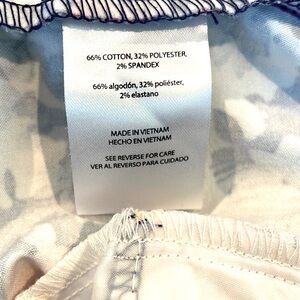 66% COTTON, 32% POLYESTER,
2% SPANDEX
66% algodón, 32% poliéster,
2% elastano
MADE IN VIETNAM
HECHO EN VIETNAM
SEE REVERSE FOR CARE
VER AL REVERSO PARA CUIDADO